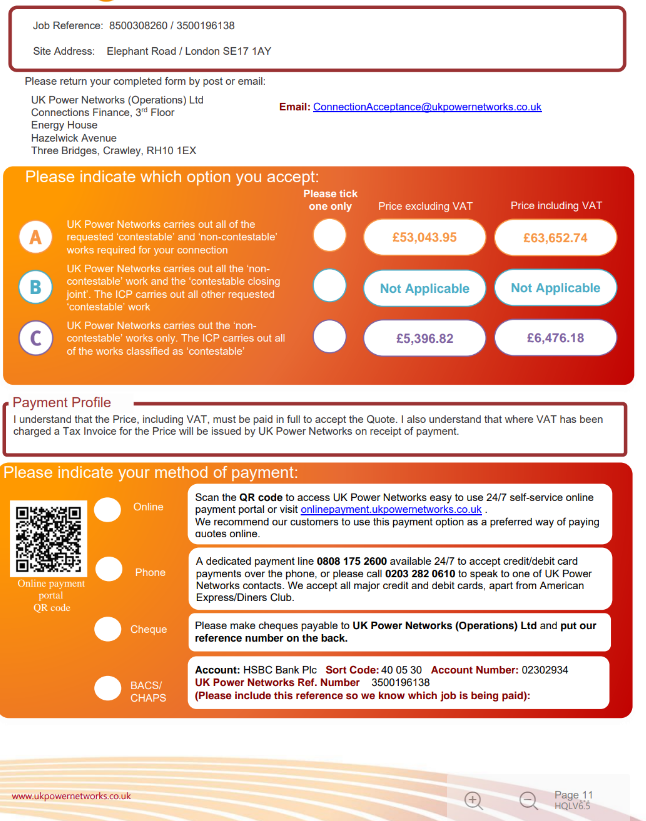 Job Reference: 8500308260 / 3500196138
Site Address: Elephant Road / London SE17 1AY
Please return your completed form by post or email:
UK Power Networks (Operations) Ltd
Connections Finance, 3rd Floor
Energy House
Hazelwick Avenue
Three Bridges, Crawley, RH10 1EX
Email: ConnectionAcceptance@ukpowernetworks.co.uk
Please indicate which option you accept:
Please tick
one only
Price excluding VAT
Price including VAT
A
UK Power Networks carries out all of the
requested 'contestable' and 'non-contestable'
works required for your connection
£53,043.95
£63,652.74
B
UK Power Networks carries out all the 'non-
contestable' work and the 'contestable closing
joint'. The ICP carries out all other requested
'contestable' work
Not Applicable
Not Applicable
C
UK Power Networks carries out the 'non-
contestable' works only. The ICP carries out all
of the works classified as 'contestable'
£5,396.82
£6,476.18
Payment Profile
I understand that the Price, including VAT, must be paid in full to accept the Quote. I also understand that where VAT has been
charged a Tax Invoice for the Price will be issued by UK Power Networks on receipt of payment.
Please indicate your method of payment:
Online payment
portal
QR code
Online
Scan the QR code to access UK Power Networks easy to use 24/7 self-service online
payment portal or visit onlinepayment.ukpowernetworks.co.uk .
We recommend our customers to use this payment option as a preferred way of paying
quotes online.
Phone
A dedicated payment line 0808 175 2600 available 24/7 to accept credit/debit card
payments over the phone, or please call 0203 282 0610 to speak to one of UK Power
Networks contacts. We accept all major credit and debit cards, apart from American
Express/Diners Club.
Cheque
Please make cheques payable to UK Power Networks (Operations) Ltd and put our
reference number on the back.
BACS/
CHAPS
Account: HSBC Bank Plc Sort Code: 40 05 30 Account Number: 02302934
UK Power Networks Ref. Number 3500196138
(Please include this reference so we know which job is being paid):
www.ukpowernetworks.co.uk
Page 11
HQLV6.5